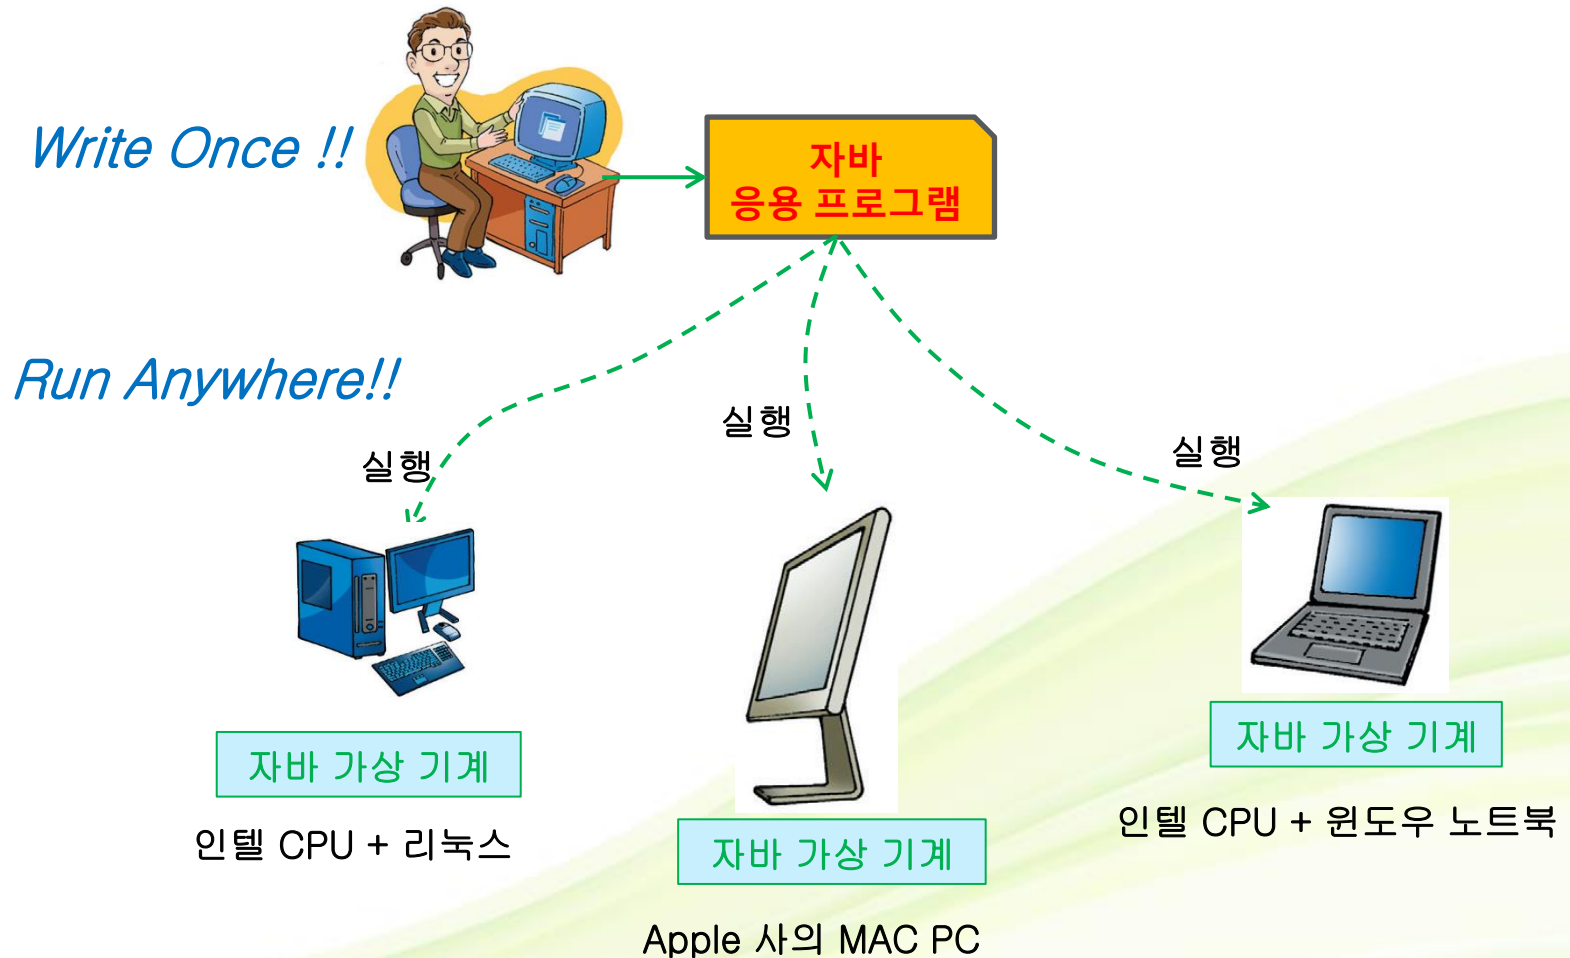 Write Once !!
자바
응용 프로그램
Run Anywhere!!
실행
실행
실행
자바 가상 기계
인텔 CPU + 리눅스
자바 가상 기계
Apple 사의 MAC PC
자바 가상 기계
인텔 CPU + 윈도우 노트북